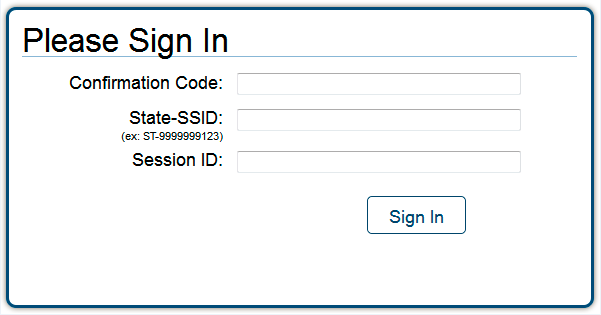 Please Sign In
Confirmation Code:
State-SSID:
(ex: ST-9999999123)
Session ID:
Sign In